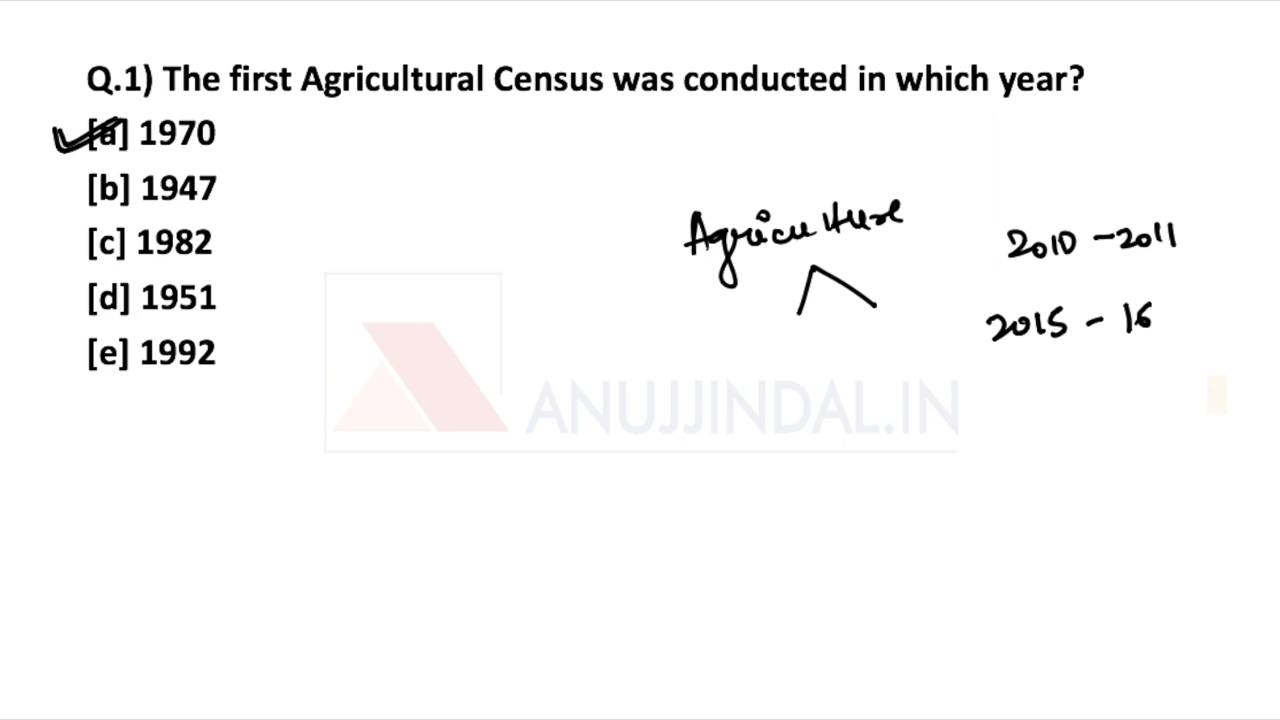 Q.1) The first Agricultural Census was conducted in which year?
[a] 1970
[b] 1947
[c] 1982
[d] 1951
[e] 1992
Agriculture
2010 - 2011
2015 - 16
ANUJJINDAL.IN